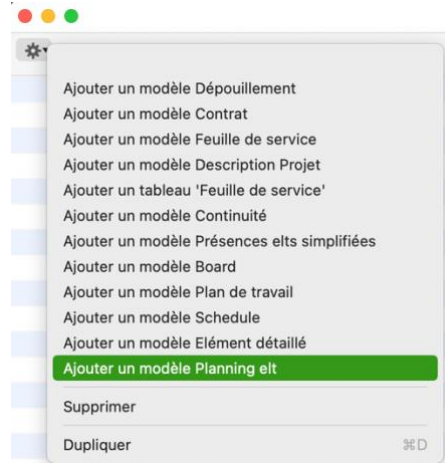 Ajouter un modèle Dépouillement
Ajouter un modèle Contrat
Ajouter un modèle Feuille de service
Ajouter un modèle Description Projet
Ajouter un tableau 'Feuille de service'
Ajouter un modèle Continuité
Ajouter un modèle Présences elts simplifiées
Ajouter un modèle Board
Ajouter un modèle Plan de travail
Ajouter un modèle Schedule
Ajouter un modèle Elément détaillé
Ajouter un modèle Planning elt
Supprimer
Dupliquer ⌘D